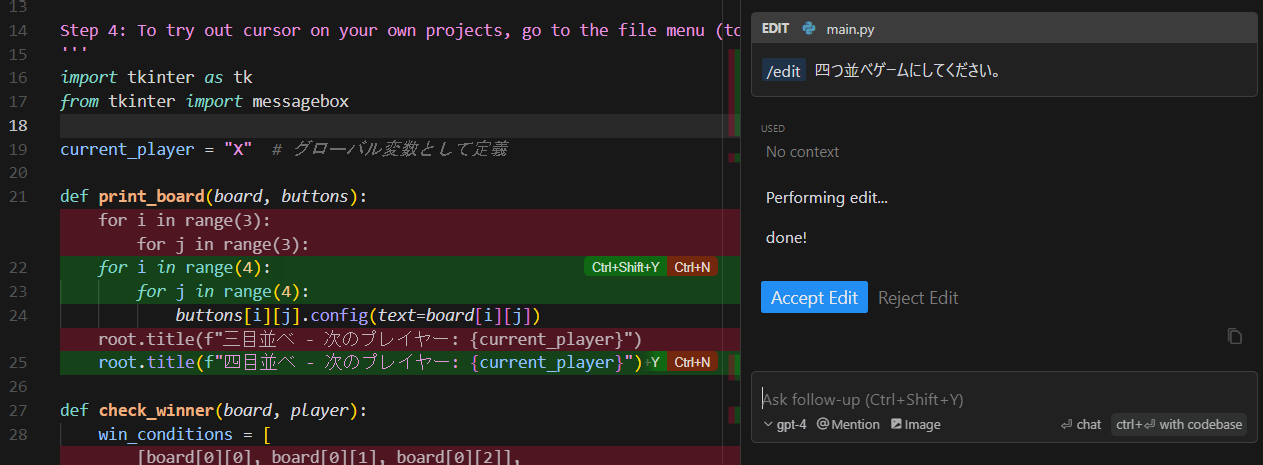 13
14 Step 4: To try out cursor on your own projects, go to the file menu (to
15 '''
16 import tkinter as tk
17 from tkinter import messagebox
18
19 current_player = "X"  # グローバル変数として定義
20
21 def print_board(board, buttons):
for i in range(3):
for j in range(3):
22 for i in range(4): Ctrl+Shift+Y Ctrl+N
23 for j in range(4):
24 buttons[i][j].config(text=board[i][j])
root.title(f"三目並べ - 次のプレイヤー: {current_player}")
25 root.title(f"四目並べ - 次のプレイヤー: {current_player}") +Y Ctrl+N
26
27 def check_winner(board, player):
28 win_conditions = [
[board[0][0], board[0][1], board[0][2]],
EDIT main.py
/edit 四つ並べゲームにしてください。
USED
No context
Performing edit...
done!
Accept Edit Reject Edit
Ask follow-up (Ctrl+Shift+Y)
gpt-4 @Mention Image ⏎ chat ctrl+⏎ with codebase